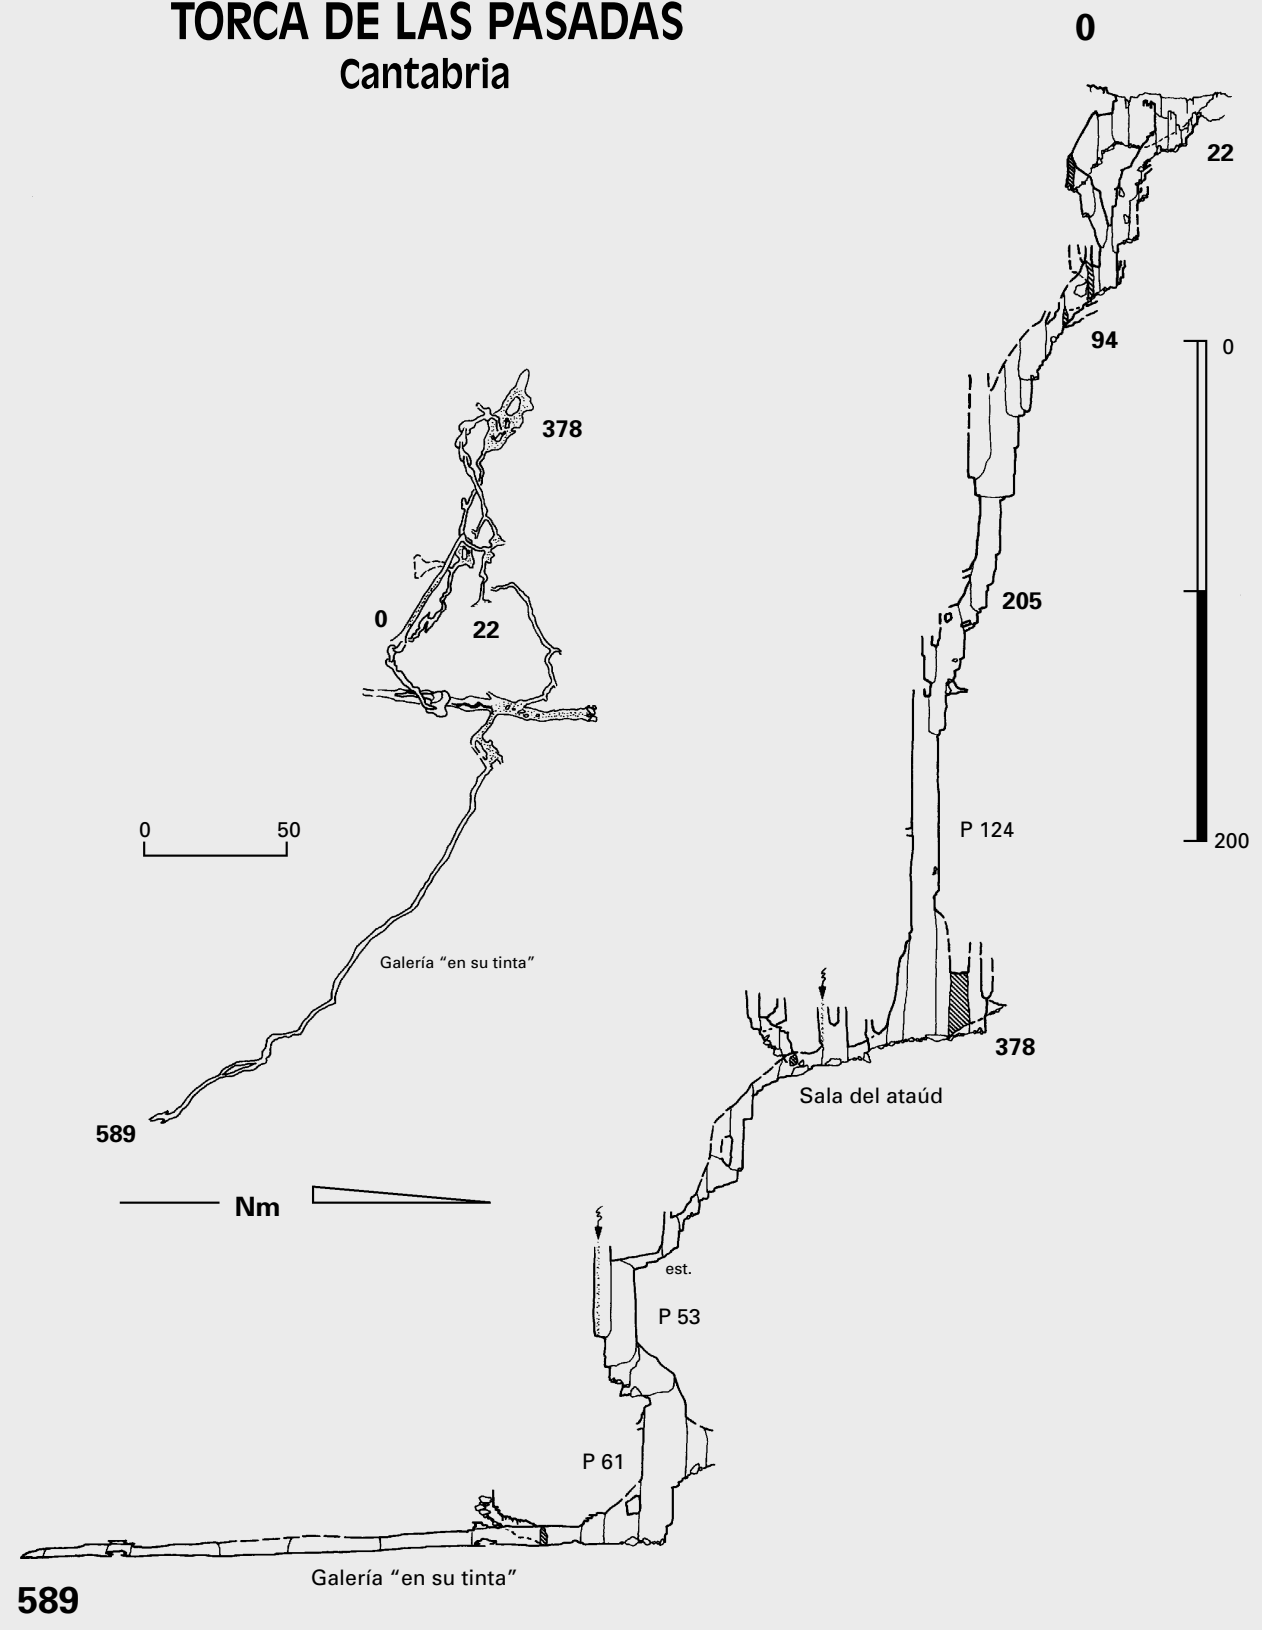 TORCA DE LAS PASADAS
Cantabria
0
22
94
0
378
205
0
22
0
50
P 124
200
Galería “en su tinta”
378
Sala del ataúd
589
Nm
est.
P 53
P 61
Galería “en su tinta”
589